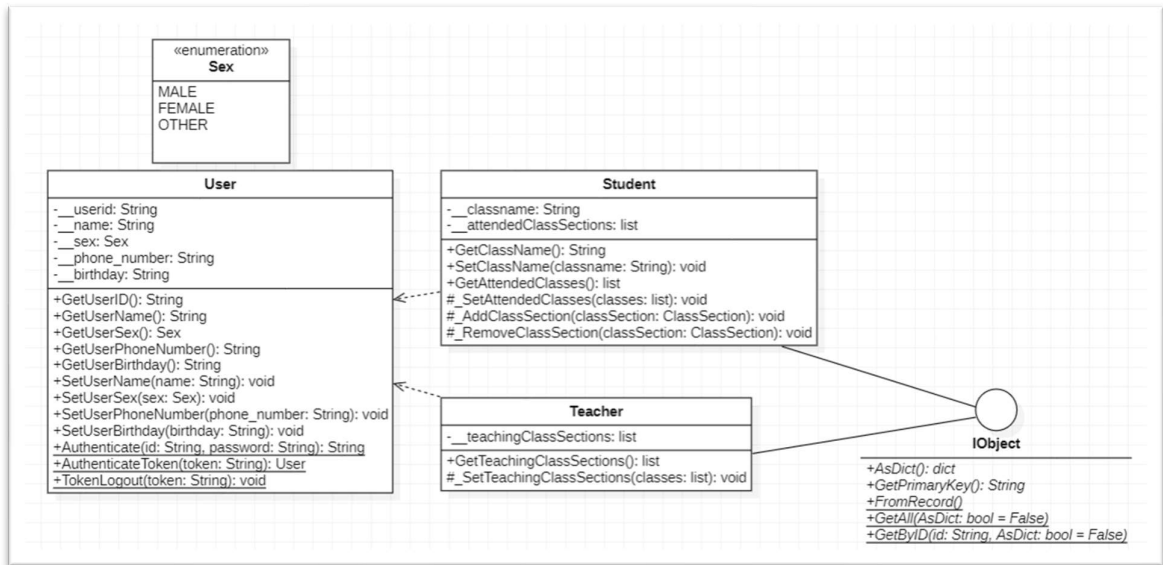 «enumeration»
Sex
MALE
FEMALE
OTHER
User
-__userid: String
-__name: String
-__sex: Sex
-__phone_number: String
-__birthday: String
+GetUserID(): String
+GetUserName(): String
+GetUserSex(): Sex
+GetUserPhoneNumber(): String
+GetUserBirthday(): String
+SetUserName(name: String): void
+SetUserSex(sex: Sex): void
+SetUserPhoneNumber(phone_number: String): void
+SetUserBirthday(birthday: String): void
+Authenticate(id: String, password: String): String
+AuthenticateToken(token: String): User
+TokenLogout(token: String): void
Student
-__classname: String
-__attendedClassSections: list
+GetClassName(): String
+SetClassName(classname: String): void
+GetAttendedClasses(): list
#_SetAttendedClasses(classes: list): void
#_AddClassSection(classSection: ClassSection): void
#_RemoveClassSection(classSection: ClassSection): void
Teacher
-__teachingClassSections: list
+GetTeachingClassSections(): list
#_SetTeachingClassSections(classes: list): void
IObject
+AsDict(): dict
+GetPrimaryKey(): String
+FromRecord()
+GetAll(AsDict: bool = False)
+GetByID(id: String, AsDict: bool = False)